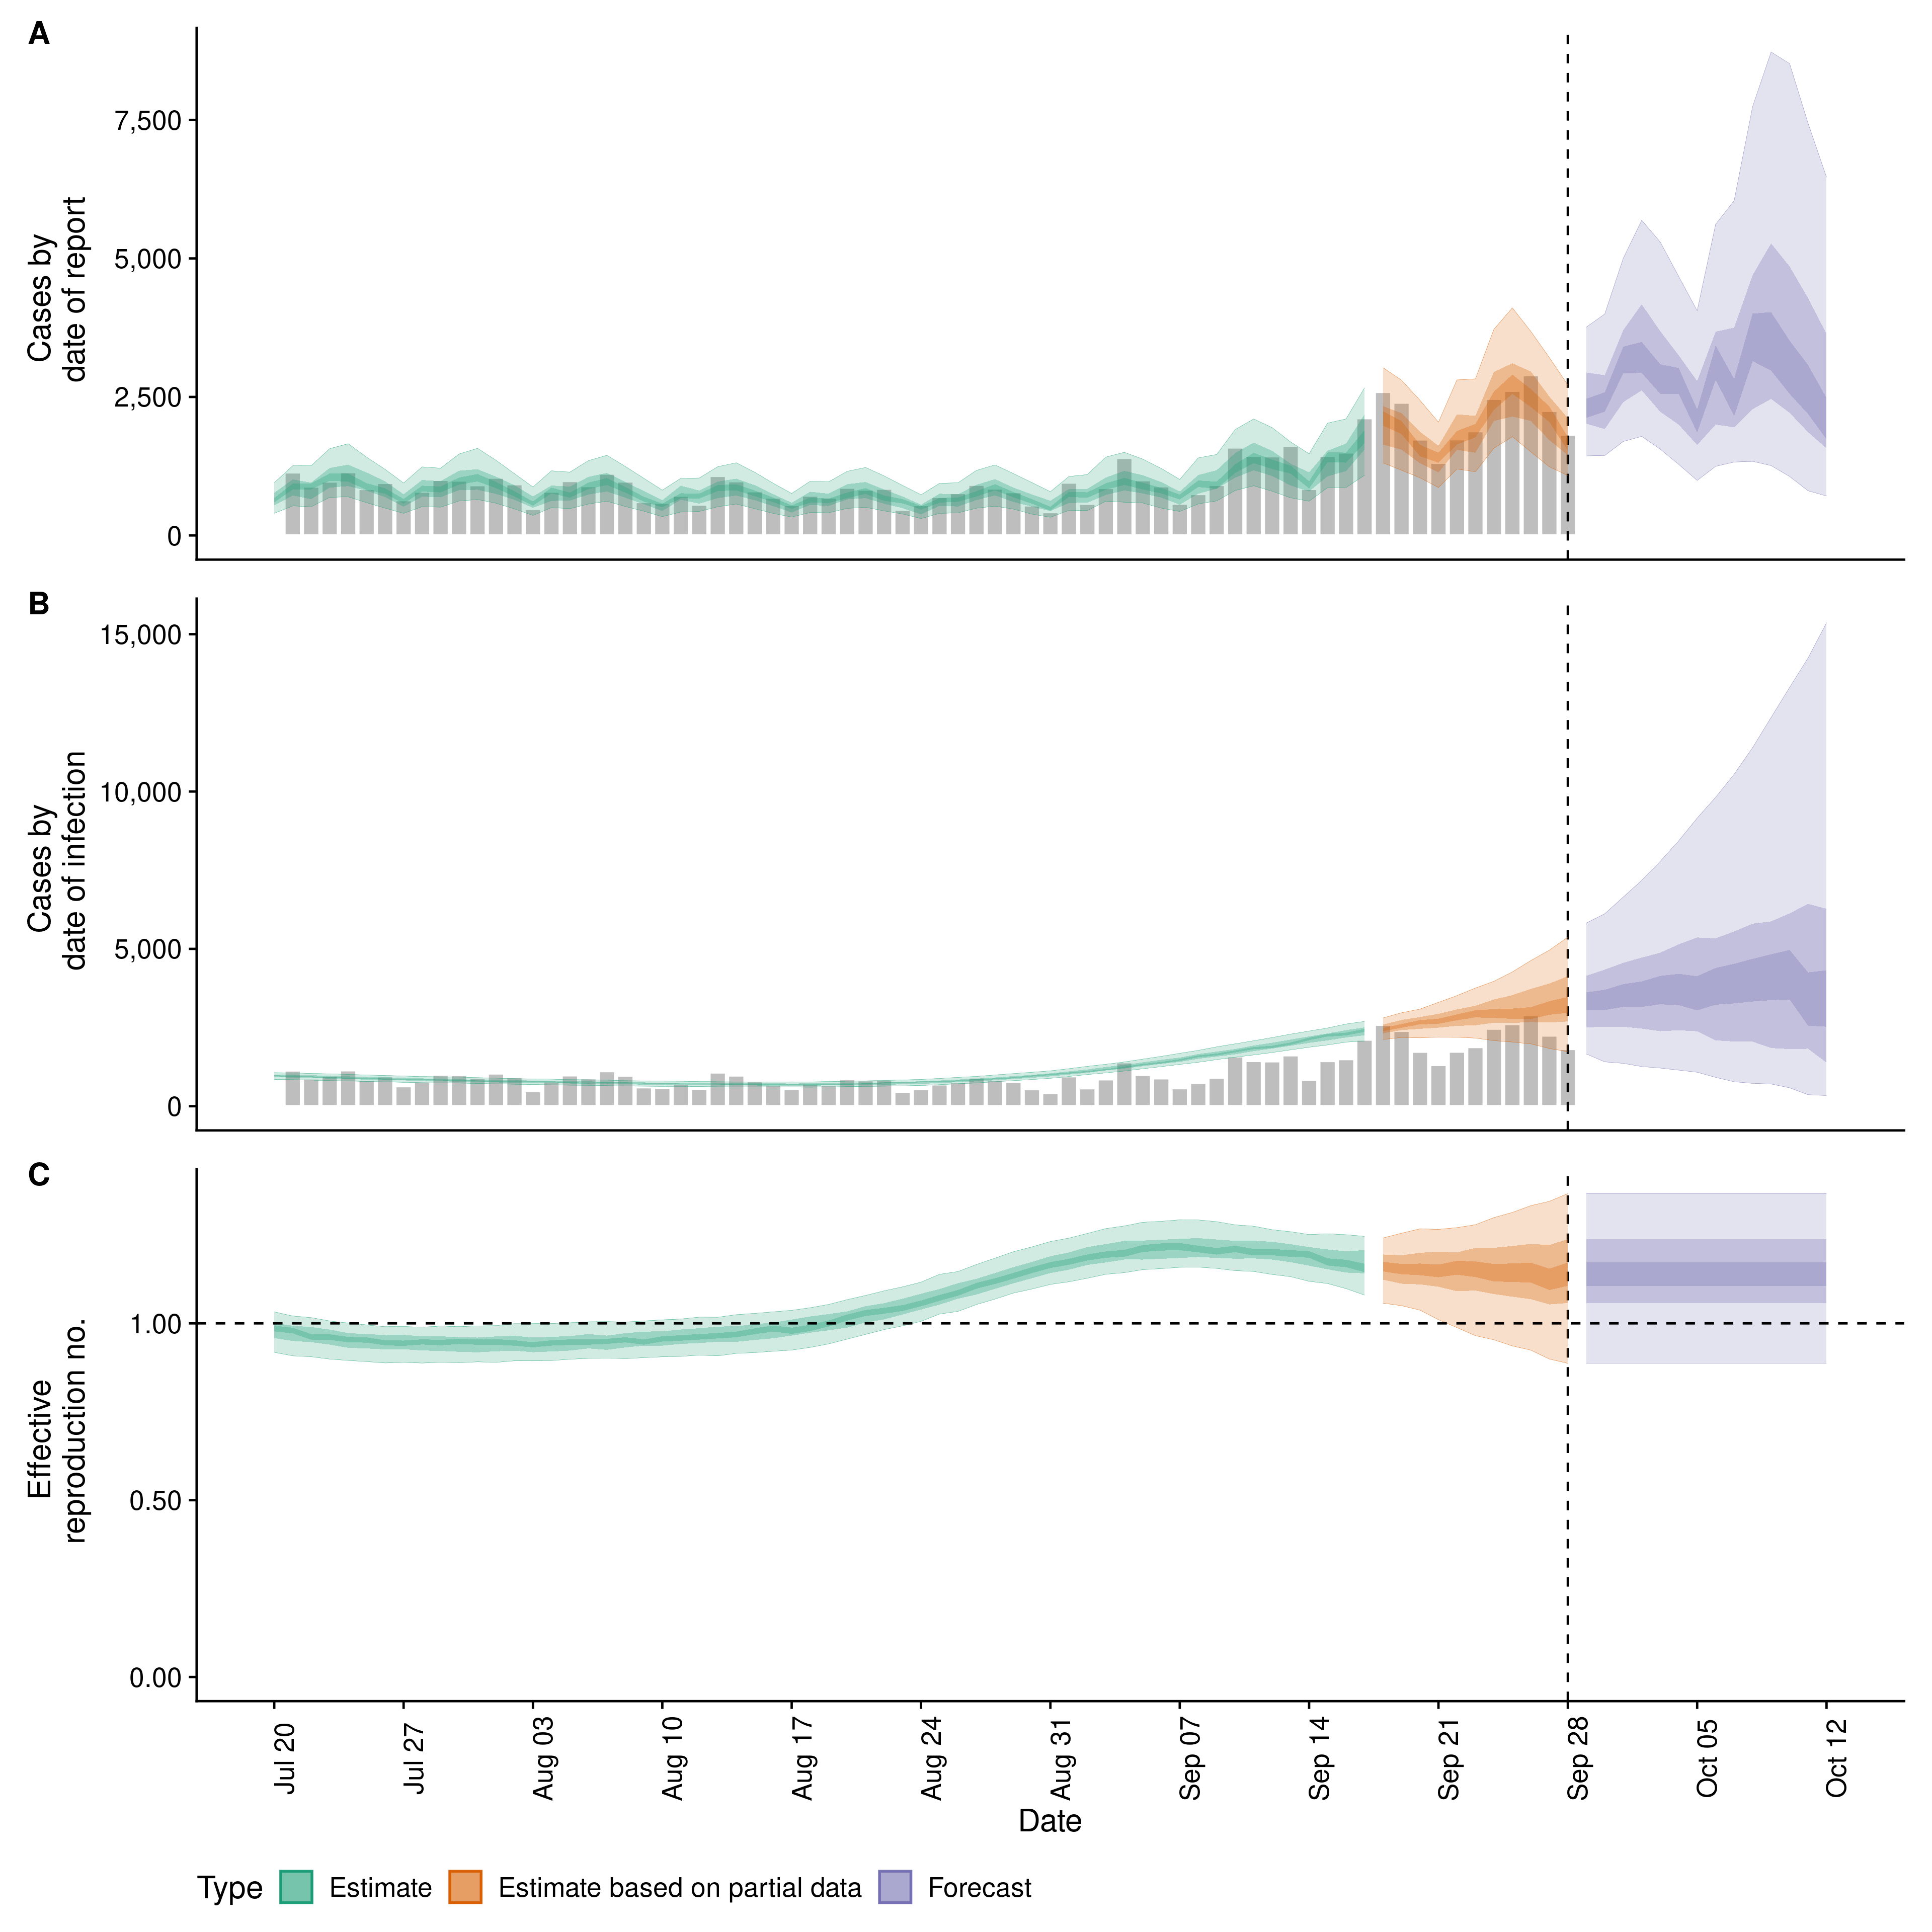 A
Cases by
date of report
7,500
5,000
2,500
0
B
Cases by
date of infection
15,000
10,000
5,000
0
C
Effective
reproduction no.
1.00
0.50
0.00
Jul 20
Jul 27
Aug 03
Aug 10
Aug 17
Aug 24
Aug 31
Sep 07
Sep 14
Sep 21
Sep 28
Oct 05
Oct 12
Date
Type Estimate Estimate based on partial data Forecast